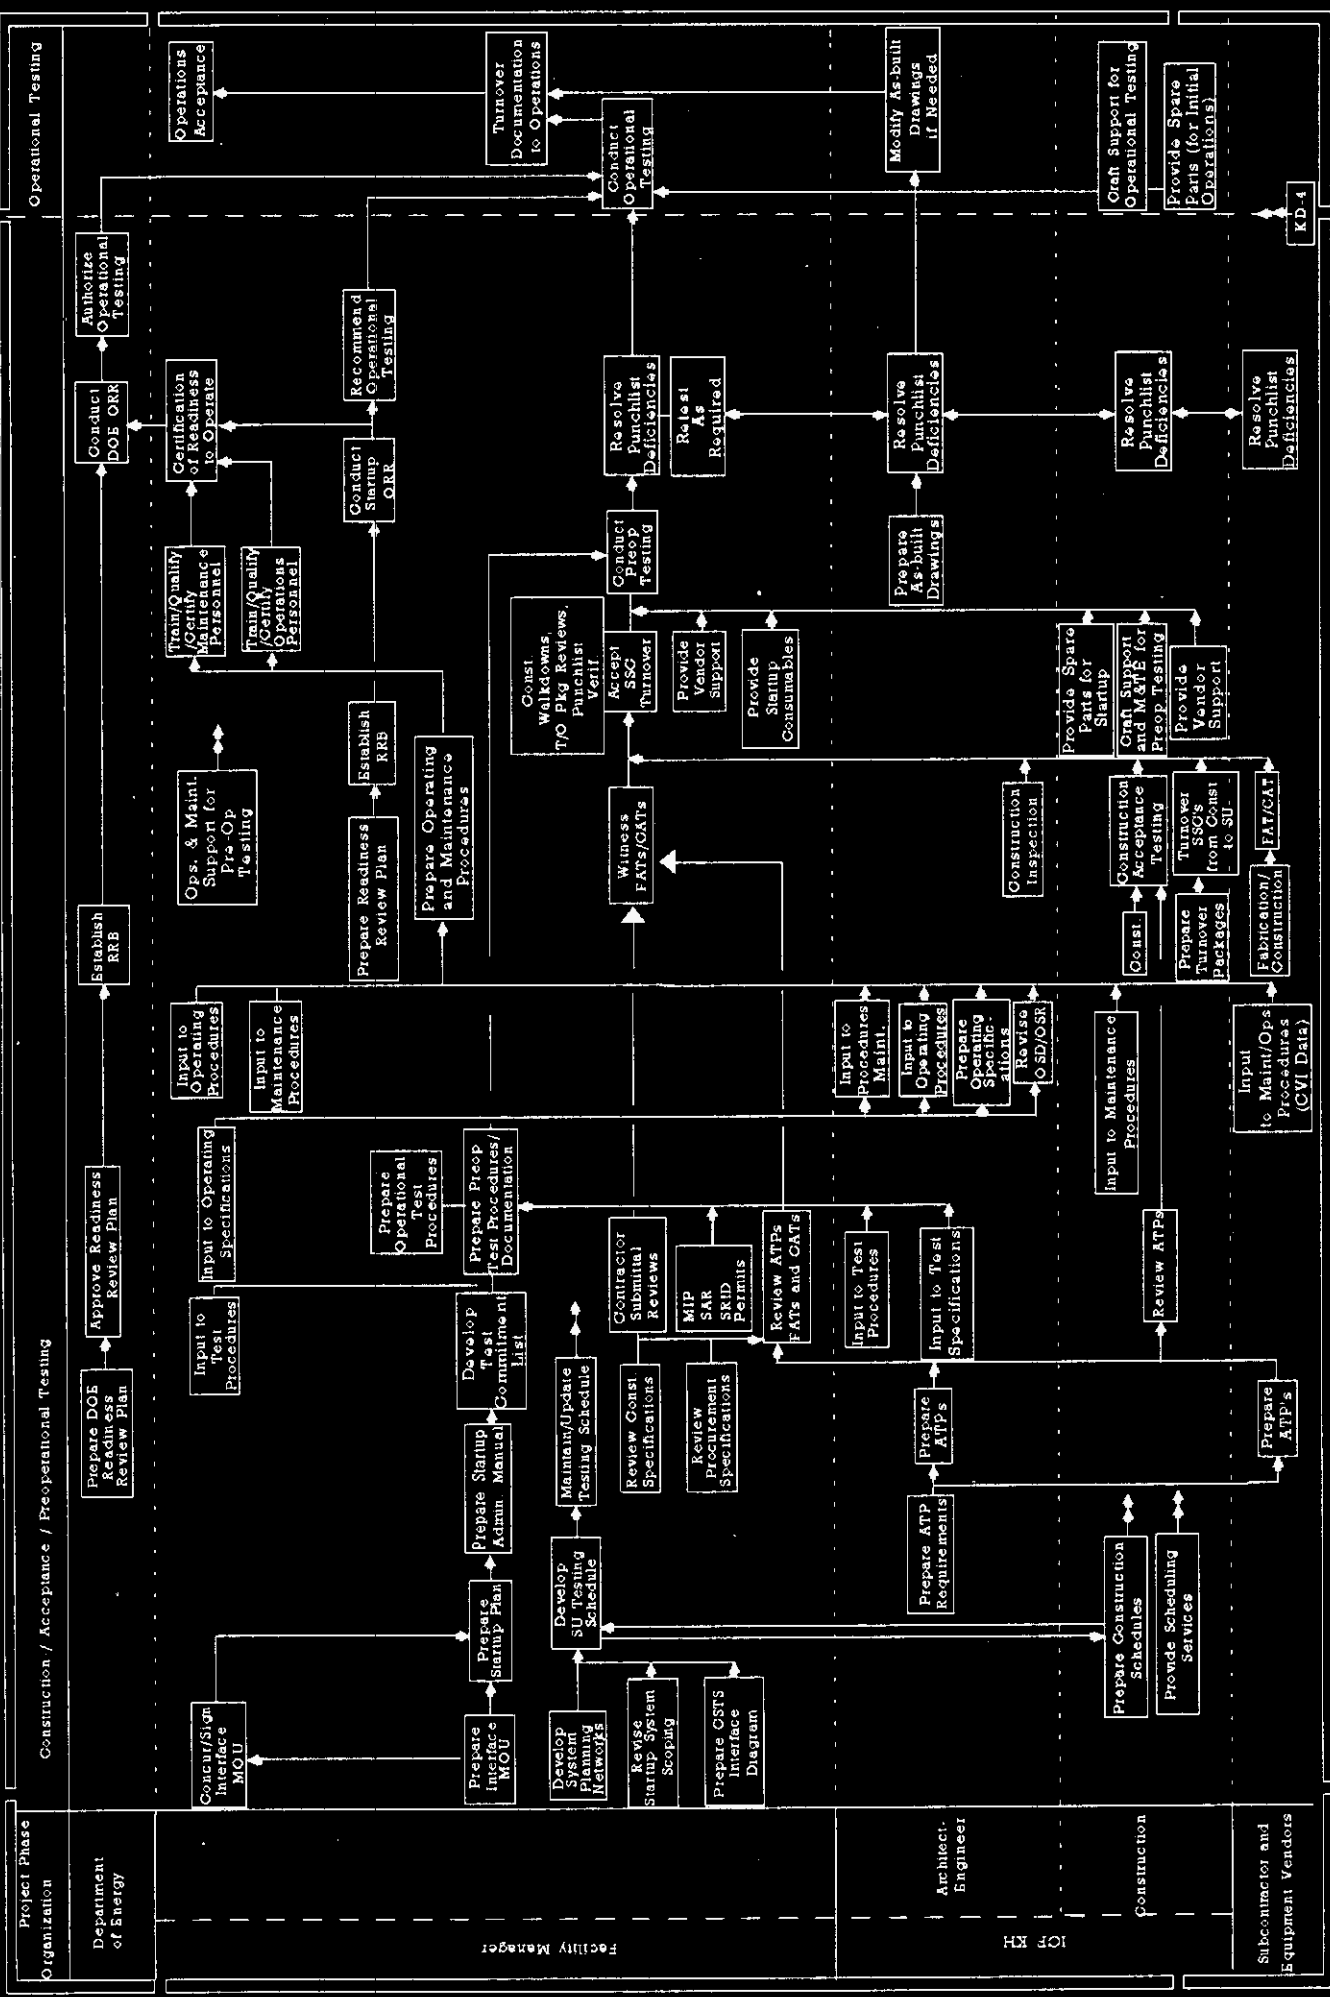 Project Phase
Organization
Construction / Acceptance / Preoperational Testing
Operational Testing
Department
of Energy
Prepare DOE
Readiness
Review Plan
Approve Readiness
Review Plan
Establish
RRB
Conduct
DOE ORR
Authorize
Operational
Testing
Facility Manager
Concur/Sign
Interface
MOU
Input to
Test
Procedures
Input to Operating
Specifications
Input to
Operating
Procedures
Input to
Maintenance
Procedures
Ops. & Maint.
Support for
Pre-Op
Testing
Train/Qualify
/Certify
Maintenance
Personnel
Train/Qualify
/Certify
Operations
Personnel
Certification
of Readiness
to Operate
Operations
Acceptance
Prepare Readiness
Review Plan
Establish
RRB
Conduct
Startup
ORR
Recommend
Operational
Testing
Prepare
Operational
Test
Procedures
Prepare Operating
and Maintenance
Procedures
Prepare
Interface
MOU
Prepare
Startup Plan
Prepare Startup
Admin. Manual
Develop
Test
Commitment
List
Prepare Preop
Test Procedures/
Documentation
Turnover
Documentation
to Operations
Develop
System
Planning
Networks
Develop
SU Testing
Schedule
Maintain/Update
Testing Schedule
Const.
Walkdowns,
T/O Pkg Reviews,
Punchlist
Verif.
Accept
SSC
Turnover
Conduct
Preop
Testing
Resolve
Punchlist
Deficiencies
Conduct
Operational
Testing
Revise
Startup System
Scoping
Review Const.
Specifications
Contractor
Submittal
Reviews
Witness
FATs/CATs
Prepare CSTS
Interface
Diagram
Review
Procurement
Specifications
MIP
SAR
SRID
Permits
Provide
Vendor
Support
Retest
As
Required
Review ATPs
FATs and CATs
Provide
Startup
Consumables
ICF KH
Architect-
Engineer
Input to Test
Procedures
Input to
Procedures
Maint.
Prepare ATP
Requirements
Prepare
ATPs
Input to Test
Specifications
Input to
Operating
Procedures
Prepare
Operating
Specific-
ations
Revise
OSD/OSR
Construction
Inspection
Prepare
As-built
Drawings
Resolve
Punchlist
Deficiencies
Modify As-built
Drawings
if Needed
Construction
Prepare Construction
Schedules
Provide Scheduling
Services
Review ATPs
Input to Maintenance
Procedures
Const.
Construction
Acceptance
Testing
Prepare
Turnover
Packages
Turnover
SSC's
from Const
to SU-
Provide Spare
Parts for
Startup
Craft Support
and M&TE for
Preop Testing
Provide
Vendor
Support
Resolve
Punchlist
Deficiencies
Craft Support for
Operational Testing
Provide Spare
Parts (for Initial
Operations)
Subcontractor and
Equipment Vendors
Prepare
ATP's
Input
to Maint/Ops
Procedures
(CVI Data)
Fabrication/
Construction
FAT/CAT
Resolve
Punchlist
Deficiencies
KD-4